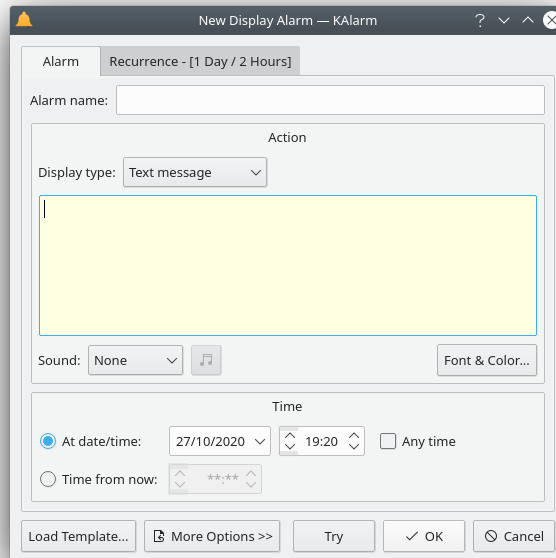 New Display Alarm — KAlarm
Alarm
Recurrence - [1 Day / 2 Hours]
Alarm name:
Action
Display type: Text message
Sound: None
Font & Color...
Time
At date/time: 27/10/2020 19:20 Any time
Time from now: **:**
Load Template... More Options >> Try OK Cancel